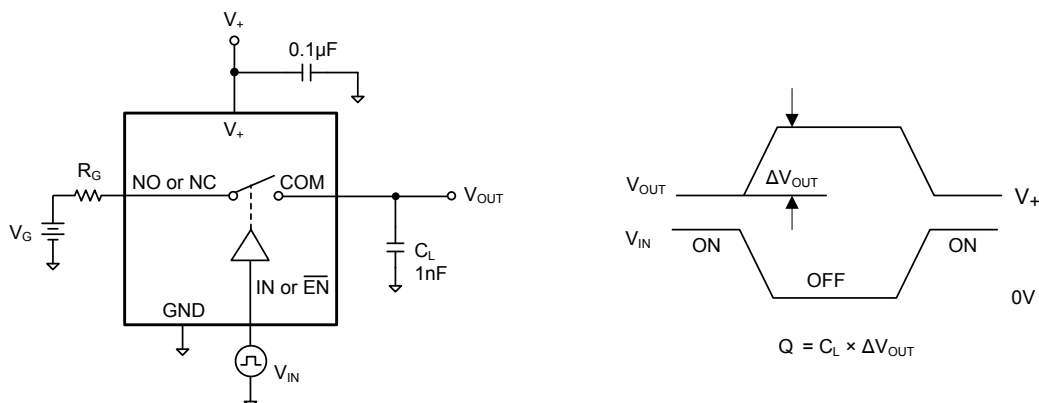 V+
0.1µF
V+
RG
NO or NC
COM
VOUT
VG
CL
1nF
IN or EN
GND
VIN
VOUT
ΔVOUT
V+
VIN
ON
ON
OFF
0V
Q = CL × ΔVOUT